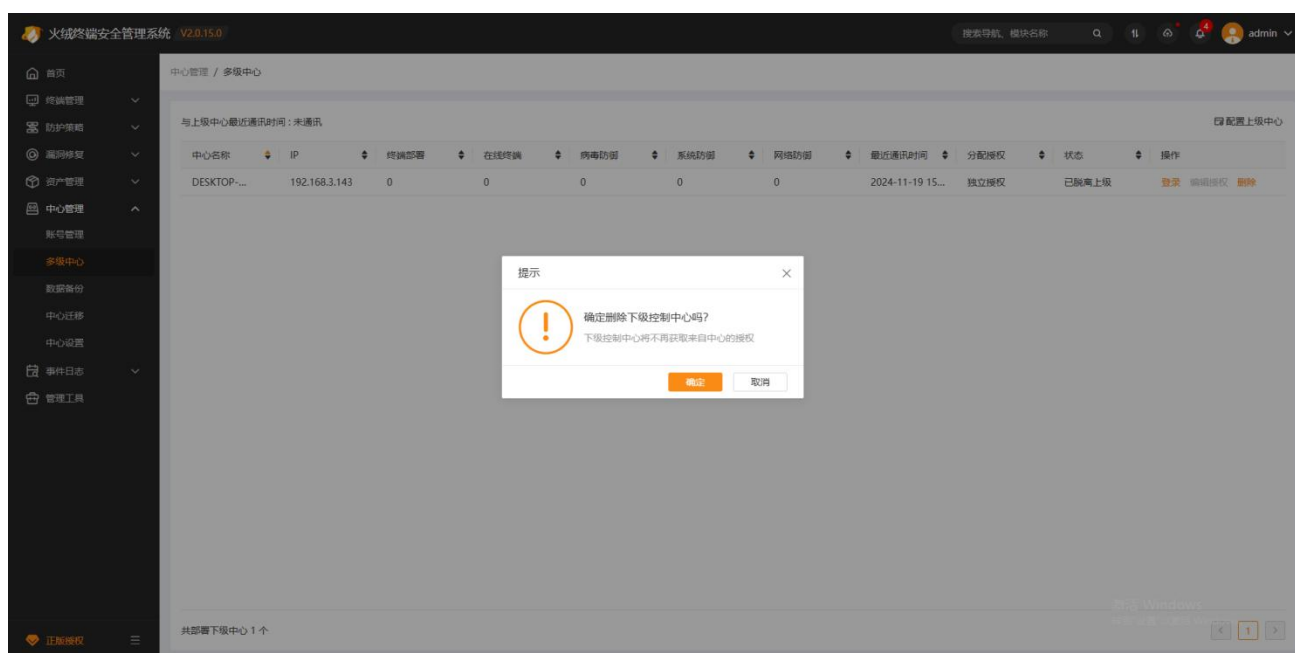 火绒终端安全管理系统 V2.0.15.0
搜索导航、模块名称
4
admin
首页
终端管理
防护策略
漏洞修复
资产管理
中心管理
账号管理
多级中心
数据备份
中心迁移
中心设置
事件日志
管理工具
正版授权
中心管理 / 多级中心
与上级中心最近通讯时间 : 未通讯
配置上级中心
中心名称 IP 终端部署 在线终端 病毒防御 系统防御 网络防御 最近通讯时间 分配授权 状态 操作
DESKTOP-... 192.168.3.143 0 0 0 0 0 2024-11-19 15... 独立授权 已脱离上级 登录 编辑授权 删除
提示
确定删除下级控制中心吗?
下级控制中心将不再获取来自中心的授权
确定 取消
共部署下级中心 1 个
激活 Windows
1